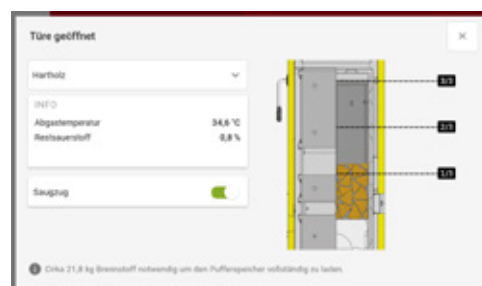 Türe geöffnet
Hartholz
INFO
Abgastemperatur 34,6 °C
Restsauerstoff 0,8 %
Saugzug
3/3
2/3
1/3
Cirka 21,8 kg Brennstoff notwendig um den Pufferspeicher vollständig zu laden.